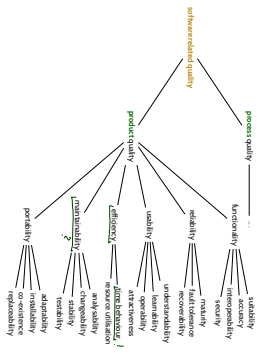 software related quality
product quality
process quality
...
portability
maintainability
?
efficiency
usability
reliability
functionality
replaceability
co-existence
installability
adaptability
testability
stability
changeability
analysability
resource utilisation
time behaviour
!
attractiveness
operability
learnability
understandability
recoverability
fault tolerance
maturity
security
interoperability
accuracy
suitability